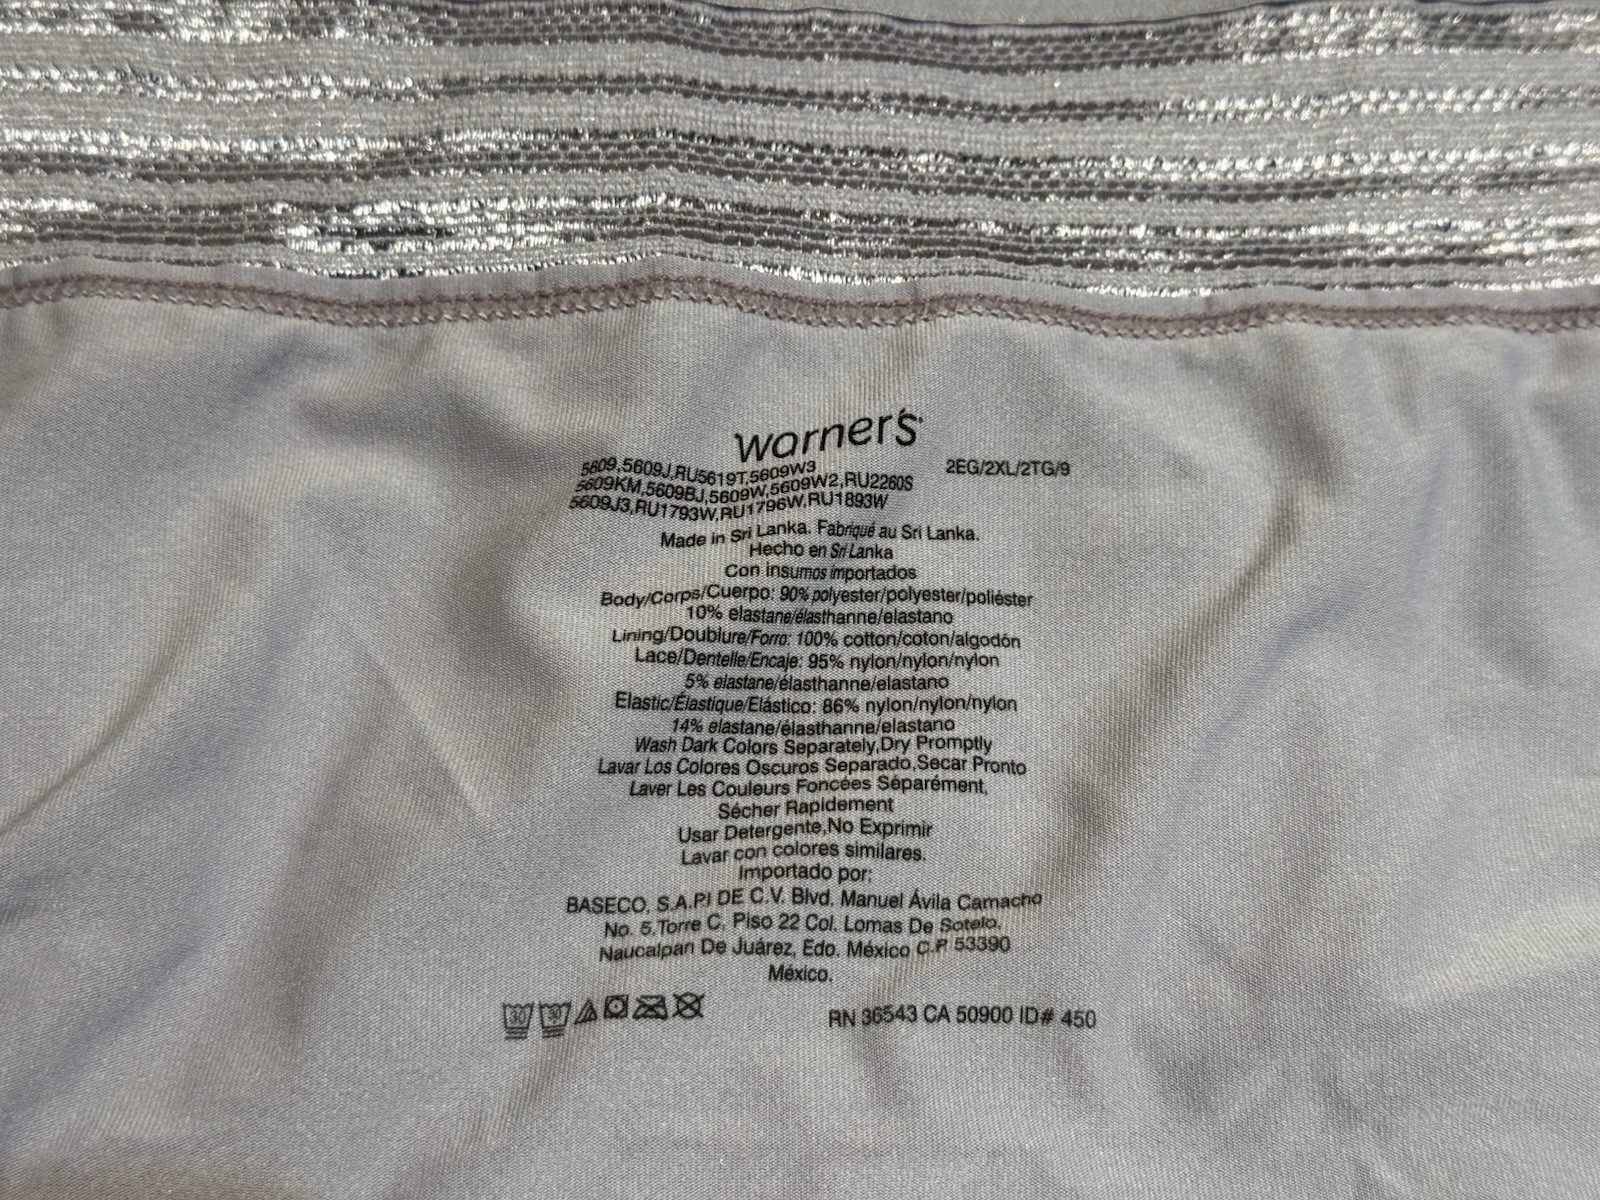 warner's
5609,5609J,RU5619T,5609W3
2EG/2XL/2TG/9
5609KM,5609BJ,5609W,5609W2,RU2260S
5609J3,RU1793W,RU1796W,RU1893W
Made in Sri Lanka. Fabriqué au Sri Lanka.
Hecho en Sri Lanka
Con insumos importados
Body/Corps/Cuerpo: 90% polyester/polyester/poliéster
10% elastane/élasthanne/elastano
Lining/Doublure/Forro: 100% cotton/coton/algodón
Lace/Dentelle/Encaje: 95% nylon/nylon/nylon
5% elastane/élasthanne/elastano
Elastic/Élastique/Elástico: 86% nylon/nylon/nylon
14% elastane/élasthanne/elastano
Wash Dark Colors Separately,Dry Promptly
Lavar Los Colores Oscuros Separado,Secar Pronto
Laver Les Couleurs Foncées Séparément,
Sécher Rapidement
Usar Detergente,No Exprimir
Lavar con colores similares.
Importado por:
BASECO, S.A.PI DE C.V. Blvd. Manuel Ávila Camacho
No. 5,Torre C, Piso 22 Col. Lomas De Sotelo.
Naucalpan De Juárez, Edo. México C.P. 53390
México.
30 30
RN 36543 CA 50900 ID# 450